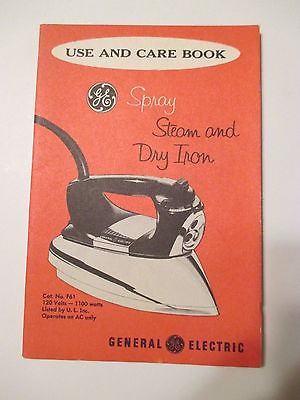 USE AND CARE BOOK
GE Spray
Steam and
Dry Iron
Cat. No. F61
120 Volts — 1100 watts
Listed by U. L. Inc.
Operates on AC only
GENERAL GE ELECTRIC